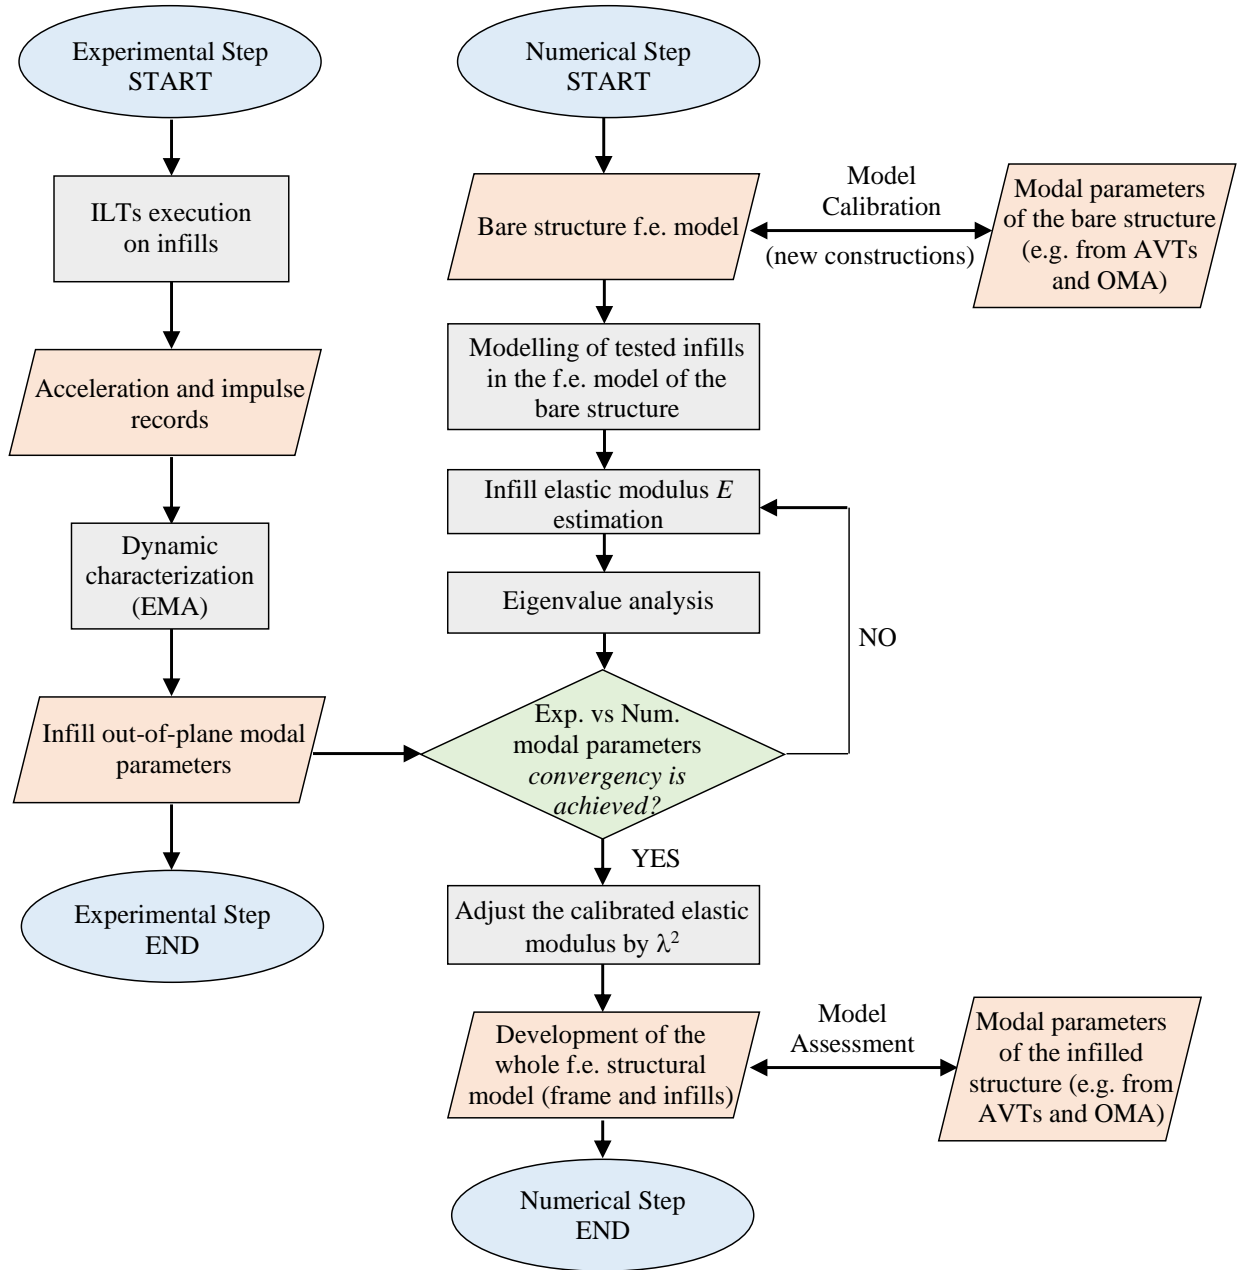 Experimental Step
START
ILTs execution
on infills
Acceleration and impulse
records
Dynamic
characterization
(EMA)
Infill out-of-plane modal
parameters
Experimental Step
END
Numerical Step
START
Bare structure f.e. model
Model
Calibration
(new constructions)
Modal parameters
of the bare structure
(e.g. from AVTs
and OMA)
Modelling of tested infills
in the f.e. model of the
bare structure
Infill elastic modulus E
estimation
Eigenvalue analysis
NO
Exp. vs Num.
modal parameters
convergency is
achieved?
YES
Adjust the calibrated elastic
modulus by λ²
Development of the
whole f.e. structural
model (frame and infills)
Model
Assessment
Modal parameters
of the infilled
structure (e.g. from
AVTs and OMA)
Numerical Step
END